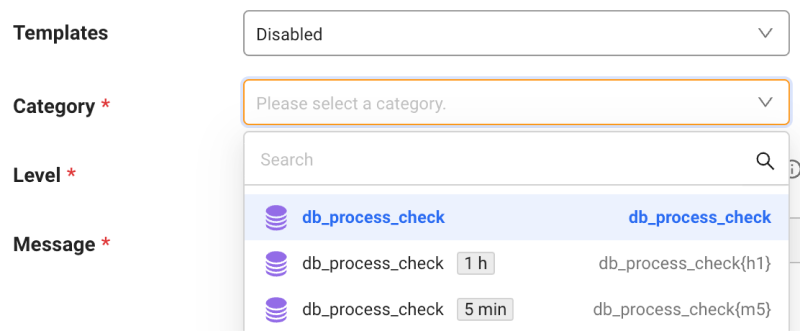 Templates
Disabled
Category *
Please select a category.
Search
Level *
db_process_check db_process_check
Message *
db_process_check 1 h db_process_check{h1}
db_process_check 5 min db_process_check{m5}